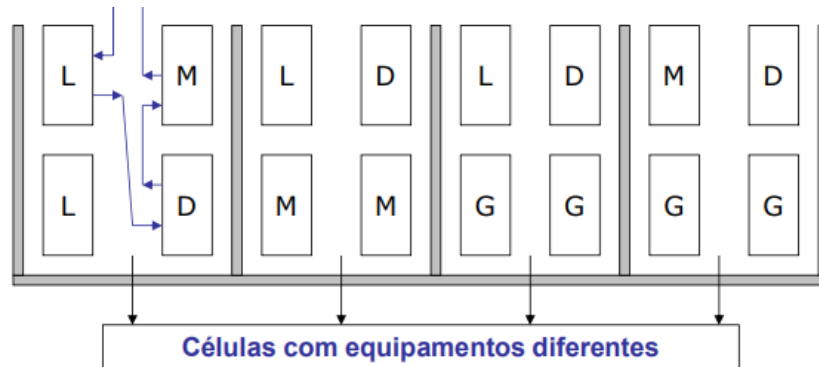 L M L D L D M D
L D M M G G G G
Células com equipamentos diferentes